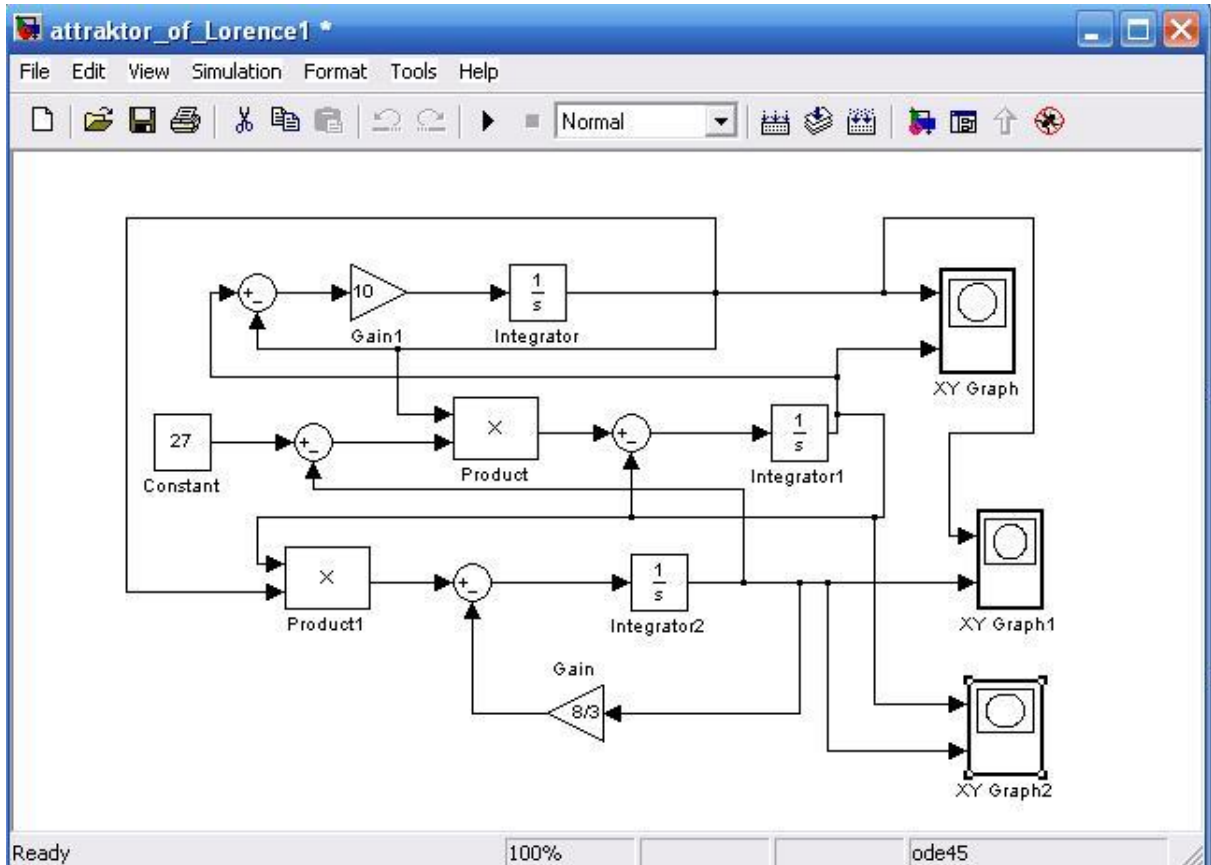 attraktor_of_Lorence1 *
File Edit View Simulation Format Tools Help
Normal
+
-
10
1
s
Gain1
Integrator
XY Graph
27
+
-
×
+
-
1
s
Constant
Product
Integrator1
×
+
-
1
s
Product1
Integrator2
XY Graph1
Gain
8/3
XY Graph2
Ready 100% ode45